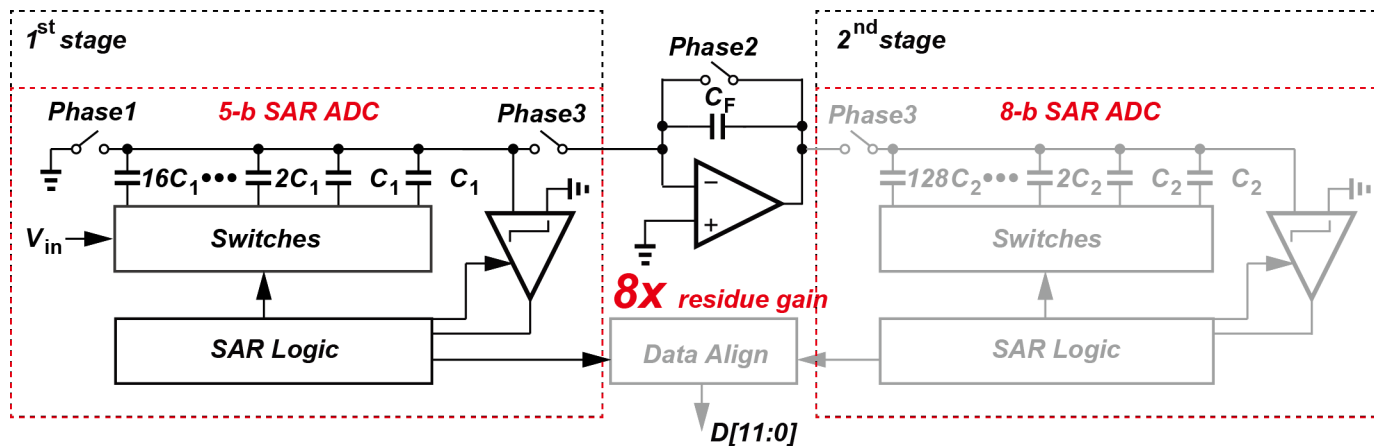 1st stage
2nd stage
Phase2
Phase1
5-b SAR ADC
Phase3
CF
Phase3
8-b SAR ADC
16C1 ••• 2C1 C1 C1
128C2 ••• 2C2 C2 C2
−
+
Vin
Switches
Switches
8x residue gain
SAR Logic
Data Align
SAR Logic
D[11:0]